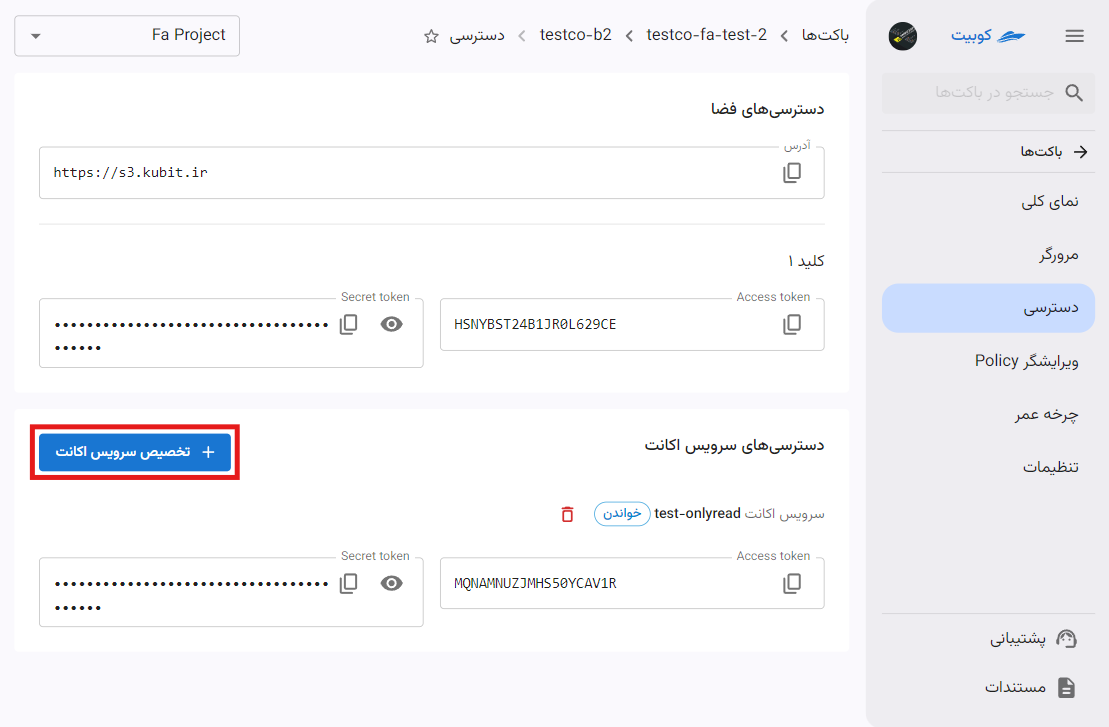 کوبیت
جستجو در باکت‌ها
باکت‌ها
نمای کلی
مرورگر
دسترسی
ویرایشگر Policy
چرخه عمر
تنظیمات
پشتیبانی
مستندات
باکت‌ها > testco-fa-test-2 > testco-b2 > دسترسی
Fa Project
دسترسی‌های فضا
آدرس
https://s3.kubit.ir
کلید ۱
Access token
HSNYBST24B1JR0L629CE
Secret token
••••••••••••••••••••••••••••••••••
••••••
دسترسی‌های سرویس اکانت
+ تخصیص سرویس اکانت
سرویس اکانت test-onlyread خواندن
Access token
MQNAMNUZJMHS50YCAV1R
Secret token
••••••••••••••••••••••••••••••••••
••••••